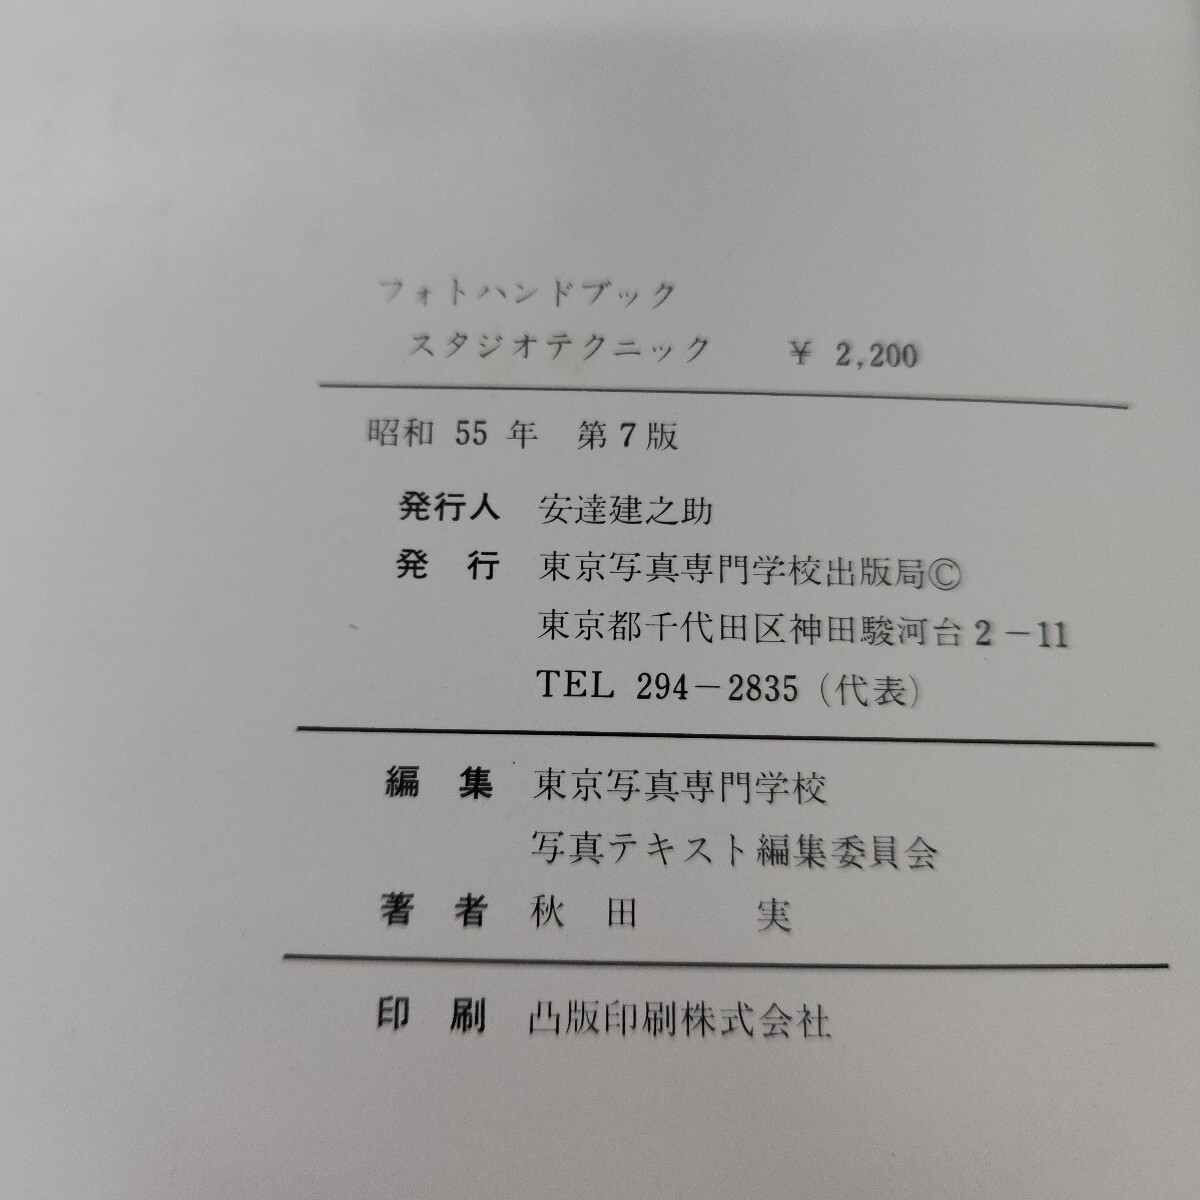 フォトハンドブック
スタジオテクニック ¥ 2,200
昭和 55 年 第7版
発行人 安達建之助
発 行 東京写真専門学校出版局©
東京都千代田区神田駿河台2－11
TEL 294－2835（代表）
編 集 東京写真専門学校
写真テキスト編集委員会
著 者 秋 田 実
印 刷 凸版印刷株式会社